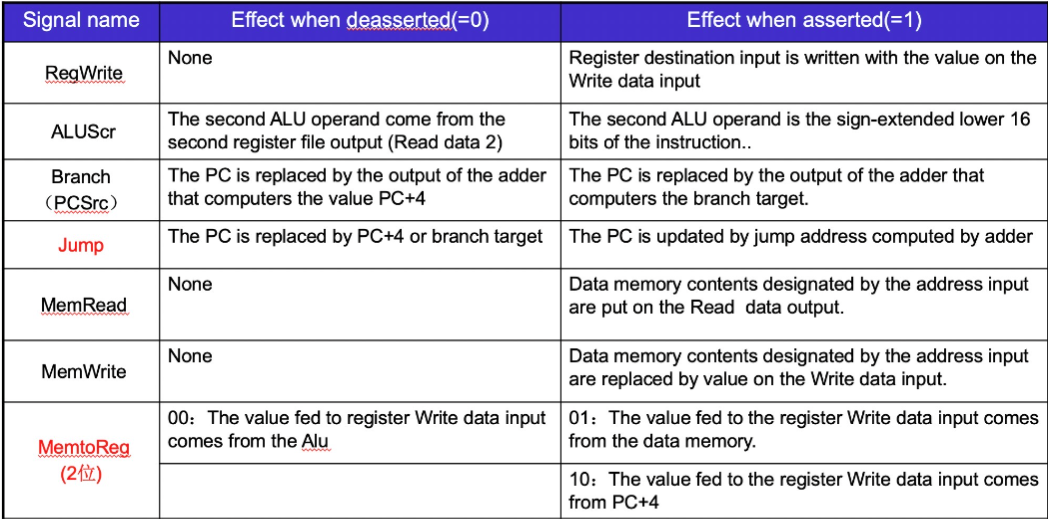 Signal name Effect when deasserted(=0) Effect when asserted(=1)
RegWrite
None
Register destination input is written with the value on the
Write data input
ALUScr
The second ALU operand come from the
second register file output (Read data 2)
The second ALU operand is the sign-extended lower 16
bits of the instruction..
Branch
（PCSrc）
The PC is replaced by the output of the adder
that computers the value PC+4
The PC is replaced by the output of the adder that
computers the branch target.
Jump
The PC is replaced by PC+4 or branch target
The PC is updated by jump address computed by adder
MemRead
None
Data memory contents designated by the address input
are put on the Read data output.
MemWrite
None
Data memory contents designated by the address input
are replaced by value on the Write data input.
MemtoReg
(2位)
00：The value fed to register Write data input
comes from the Alu
01：The value fed to the register Write data input comes
from the data memory.
10：The value fed to the register Write data input comes
from PC+4